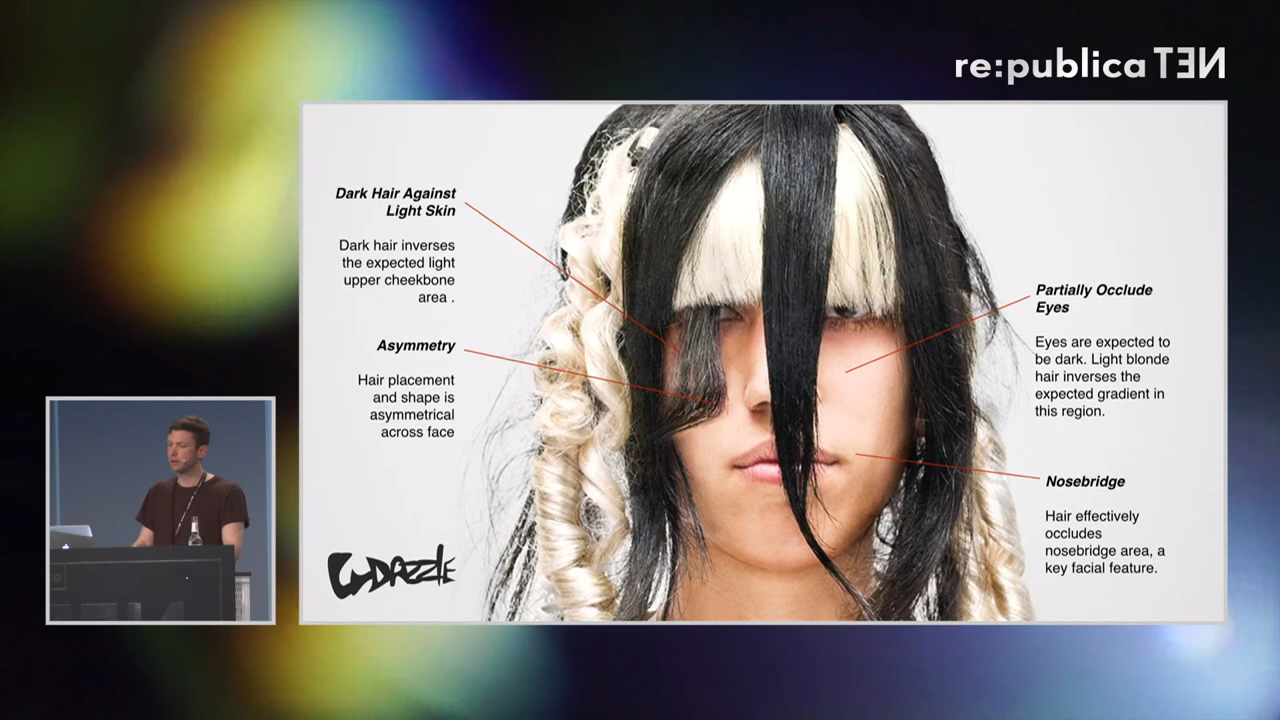 re:publica TEN
Dark Hair Against
Light Skin
Dark hair inverses
the expected light
upper cheekbone
area .
Asymmetry
Hair placement
and shape is
asymmetrical
across face
Partially Occlude
Eyes
Eyes are expected to
be dark. Light blonde
hair inverses the
expected gradient in
this region.
Nosebridge
Hair effectively
occludes
nosebridge area, a
key facial feature.
CV DAZZLE